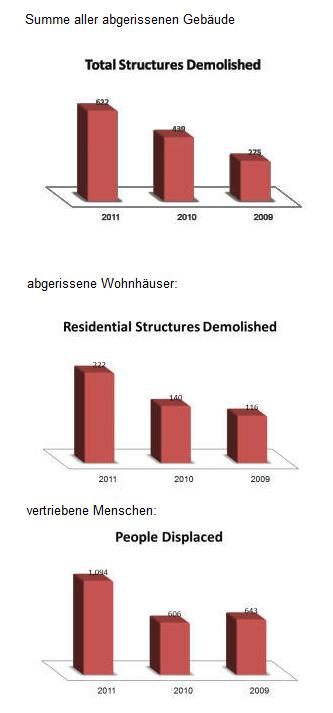 Summe aller abgerissenen Gebäude
Total Structures Demolished
622
439
275
2011 2010 2009
abgerissene Wohnhäuser:
Residential Structures Demolished
222
140
116
2011 2010 2009
vertriebene Menschen:
People Displaced
1,094
606
643
2011 2010 2009